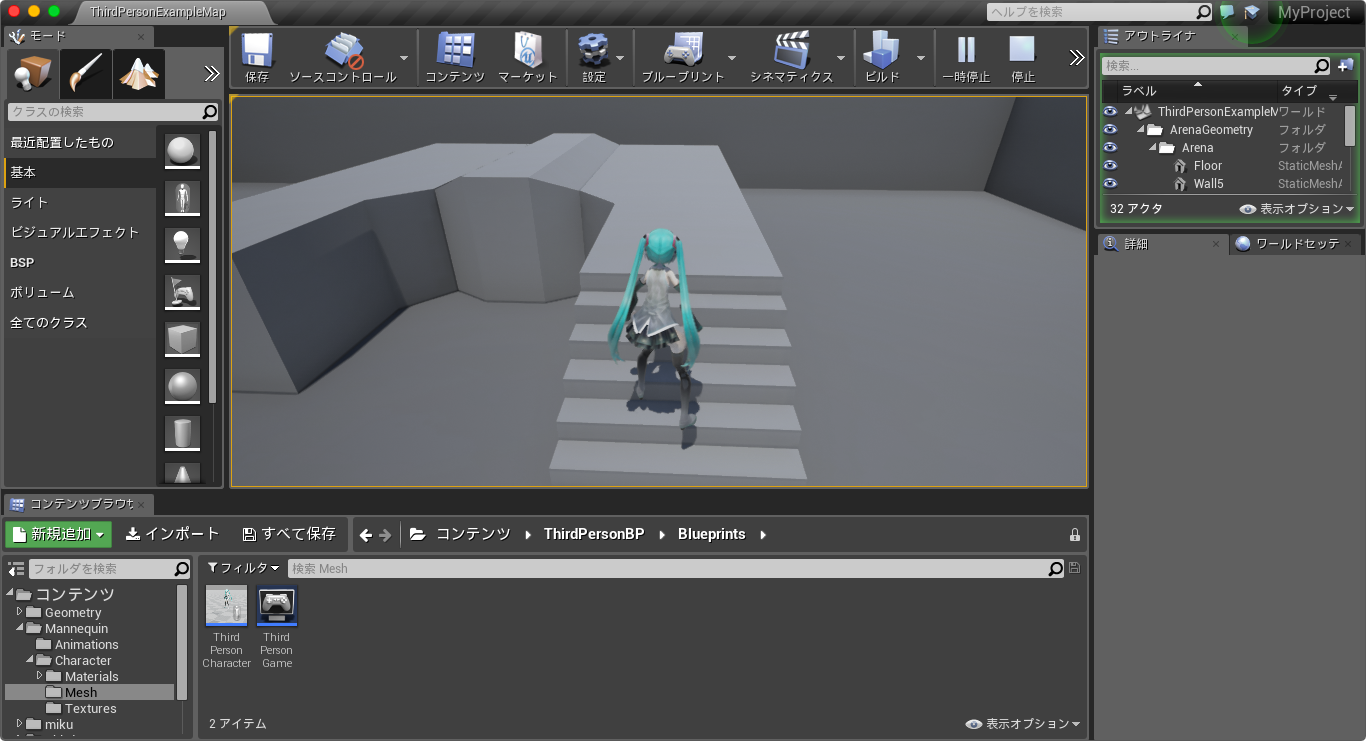 ThirdPersonExampleMap
ヘルプを検索
MyProject
モード
保存
ソースコントロール
コンテンツ
マーケット
設定
ブループリント
シネマティクス
ビルド
一時停止
停止
クラスの検索
最近配置したもの
基本
ライト
ビジュアルエフェクト
BSP
ボリューム
全てのクラス
アウトライナ
検索...
ラベル
タイプ
ThirdPersonExampleM
ワールド
ArenaGeometry
フォルダ
Arena
フォルダ
Floor
StaticMeshA
Wall5
StaticMeshA
32 アクタ
表示オプション
詳細
ワールドセッテ
コンテンツブラウザ
新規追加
インポート
すべて保存
コンテンツ
ThirdPersonBP
Blueprints
フォルダを検索
フィルタ
検索 Mesh
コンテンツ
Geometry
Mannequin
Animations
Character
Materials
Mesh
Textures
miku
Third
Person
Character
Third
Person
Game
2 アイテム
表示オプション